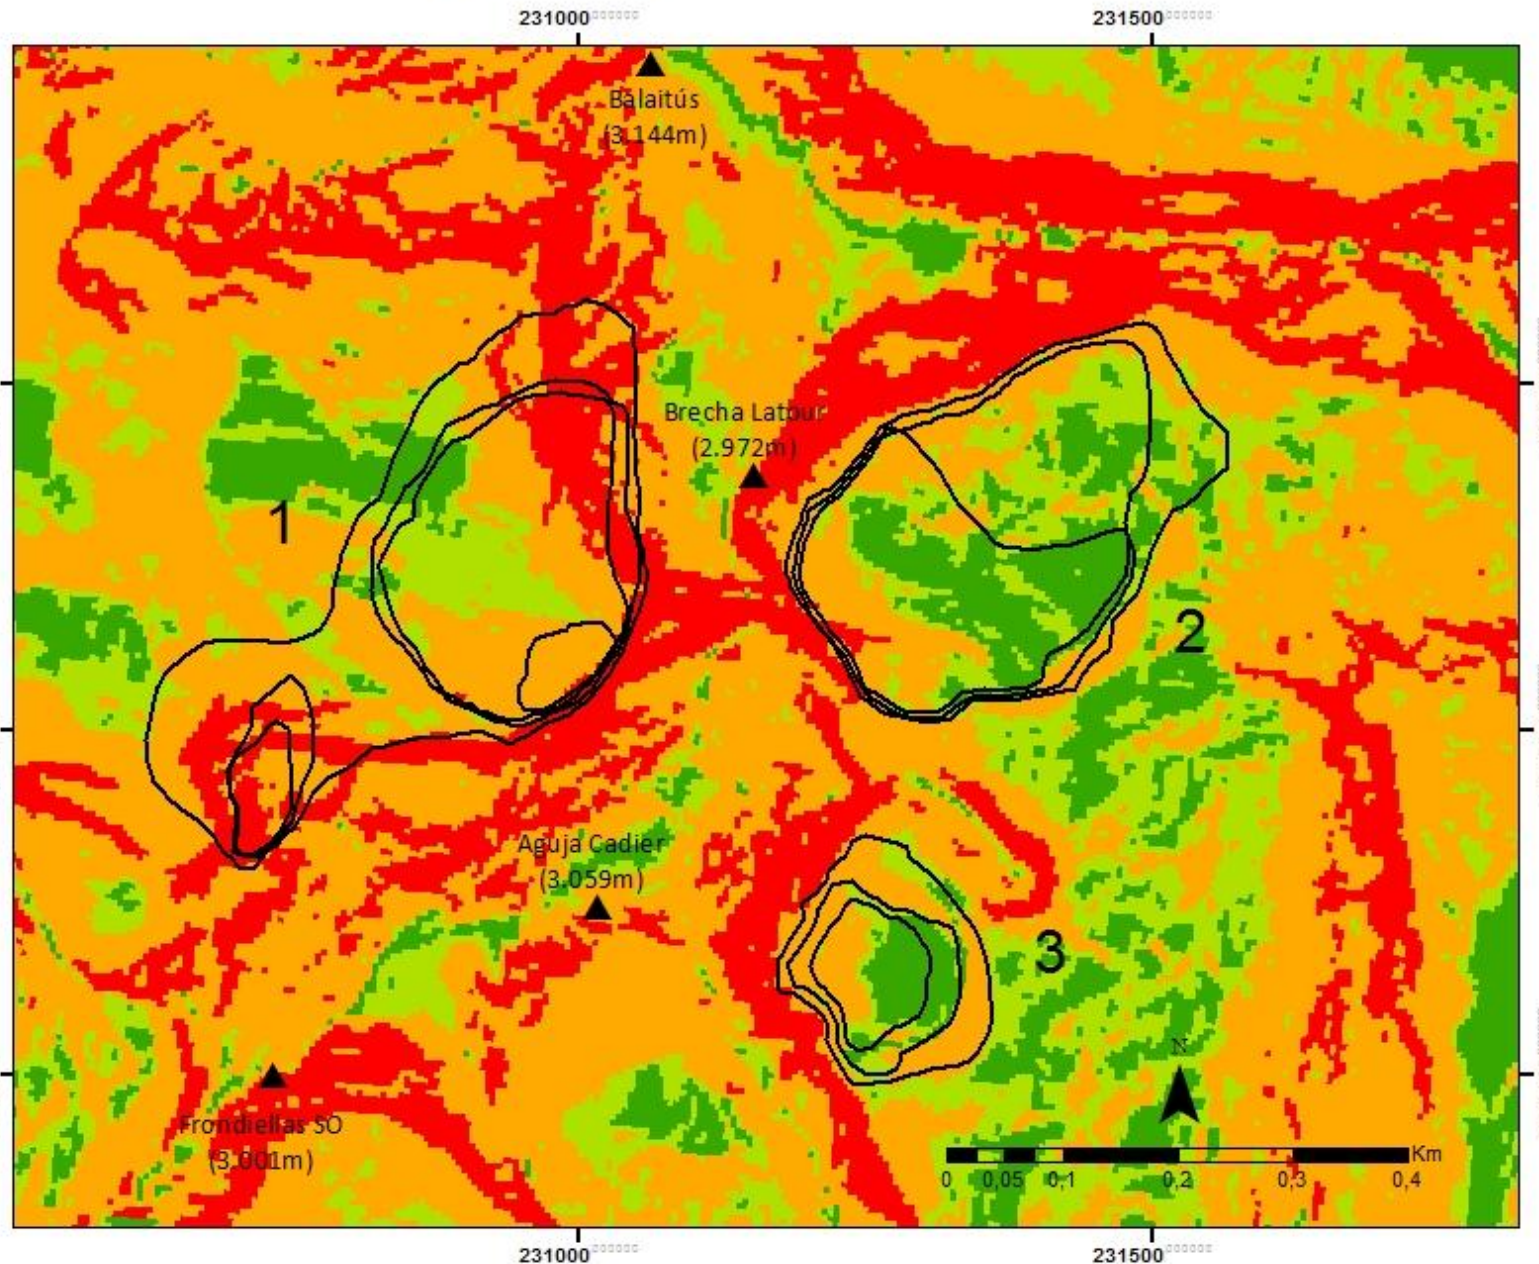 231000 231500
Balaitús
(3.144m)
Brecha Latour
(2.972m)
1
2
Aguja Cadier
(3.059m)
3
N
Frondiellas SO
(3.001m)
Km
0 0,05 0,1 0,2 0,3 0,4
231000 231500